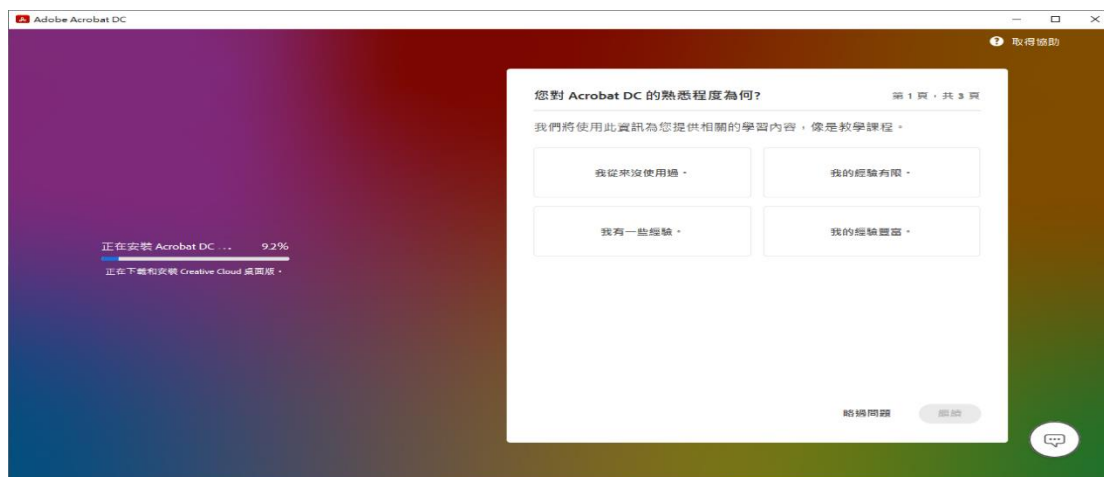 Adobe Acrobat DC
取得協助
您對 Acrobat DC 的熟悉程度為何?
第 1 頁，共 3 頁
我們將使用此資訊為您提供相關的學習內容，像是教學課程。
我從來沒使用過。
我的經驗有限。
我有一些經驗。
我的經驗豐富。
正在安裝 Acrobat DC ... 9.2%
正在下載和安裝 Creative Cloud 桌面版。
略過問題
繼續